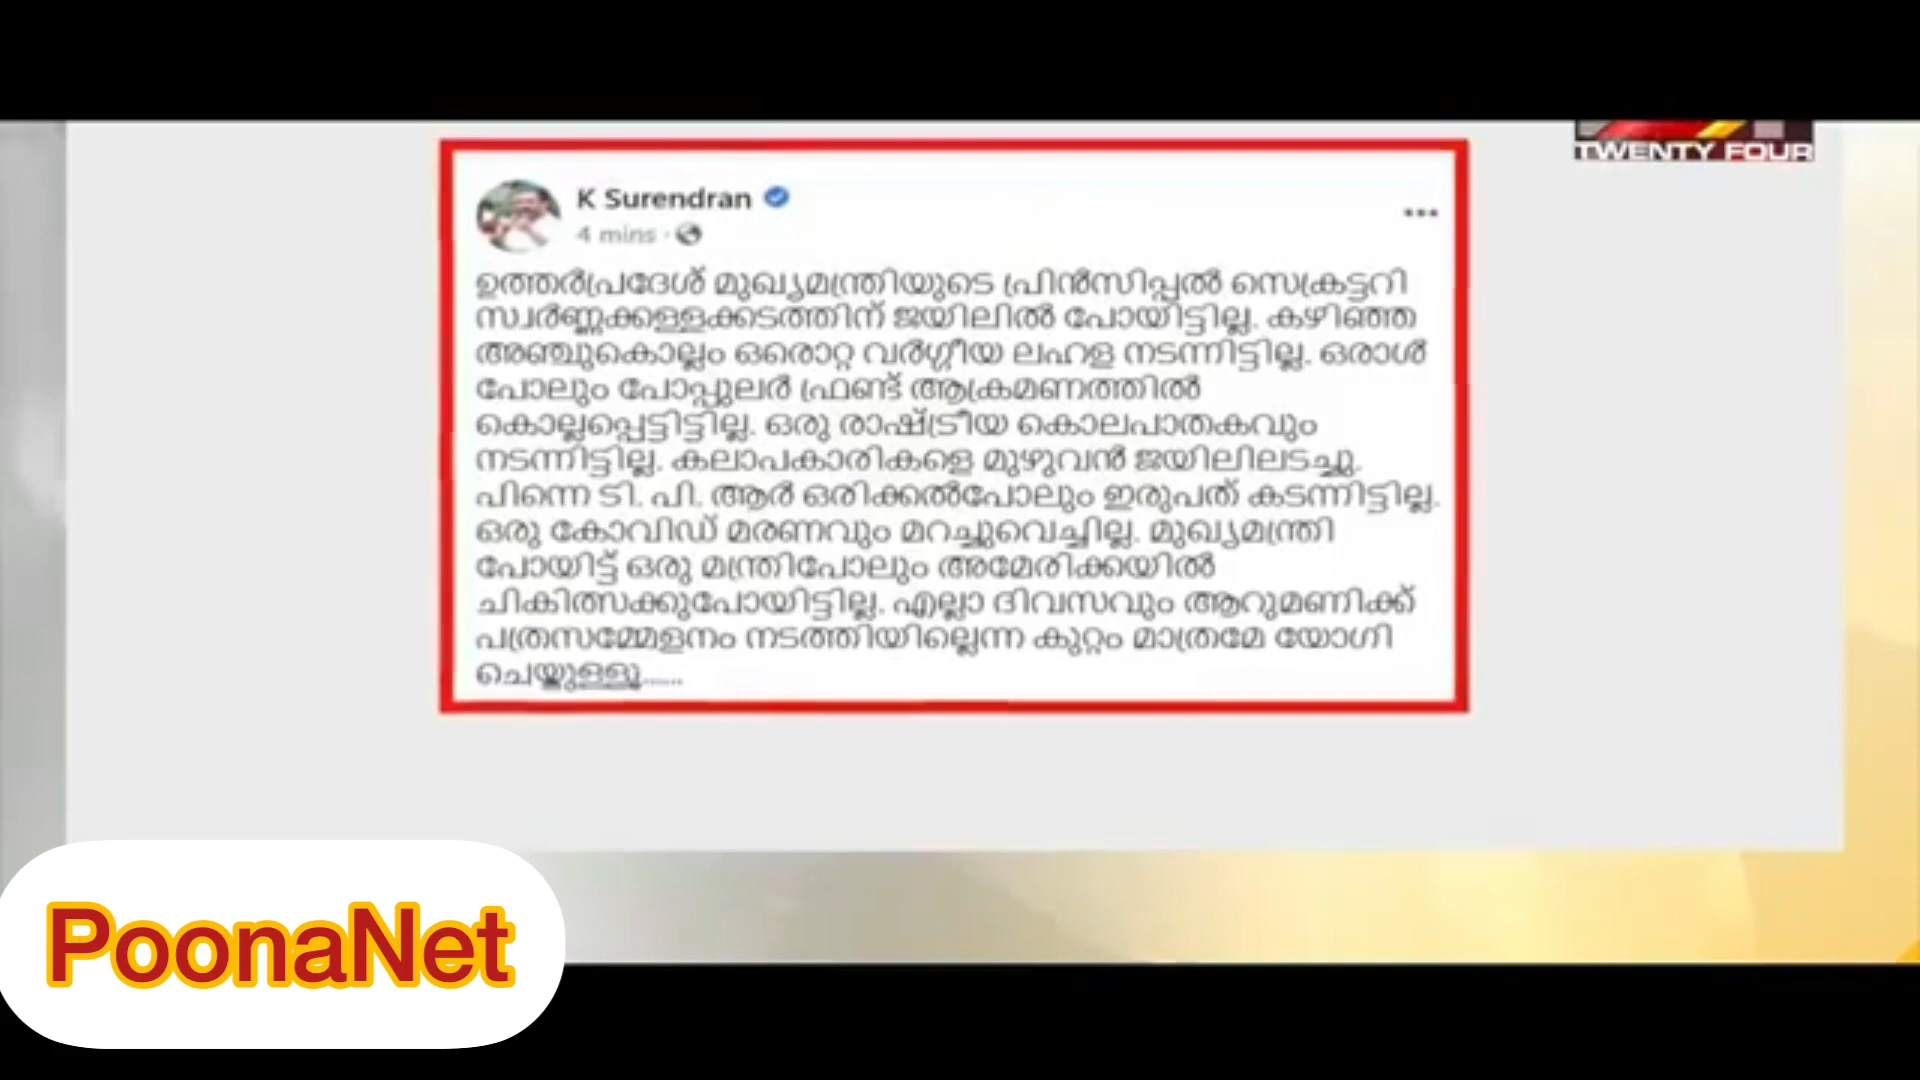 TWENTY FOUR
K Surendran
4 mins ·
ഉത്തർപ്രദേശ് മുഖ്യമന്ത്രിയുടെ പ്രിൻസിപ്പൽ സെക്രട്ടറി
സ്വർണ്ണക്കള്ളക്കടത്തിന് ജയിലിൽ പോയിട്ടില്ല. കഴിഞ്ഞ
അഞ്ചുകൊല്ലം ഒരൊറ്റ വർഗ്ഗീയ ലഹള നടന്നിട്ടില്ല. ഒരാൾ
പോലും പോപ്പുലർ ഫ്രണ്ട് ആക്രമണത്തിൽ
കൊല്ലപ്പെട്ടിട്ടില്ല. ഒരു രാഷ്ട്രീയ കൊലപാതകവും
നടന്നിട്ടില്ല. കലാപകാരികളെ മുഴുവൻ ജയിലിലടച്ചു.
പിന്നെ ടി. പി. ആർ ഒരിക്കൽപോലും ഇരുപത് കടന്നിട്ടില്ല.
ഒരു കോവിഡ് മരണവും മറച്ചുവെച്ചില്ല. മുഖ്യമന്ത്രി
പോയിട്ട് ഒരു മന്ത്രിപോലും അമേരിക്കയിൽ
ചികിത്സക്കുപോയിട്ടില്ല. എല്ലാ ദിവസവും ആറുമണിക്ക്
പത്രസമ്മേളനം നടത്തിയില്ലെന്ന കുറ്റം മാത്രമേ യോഗി
ചെയ്തുള്ളൂ......
PoonaNet